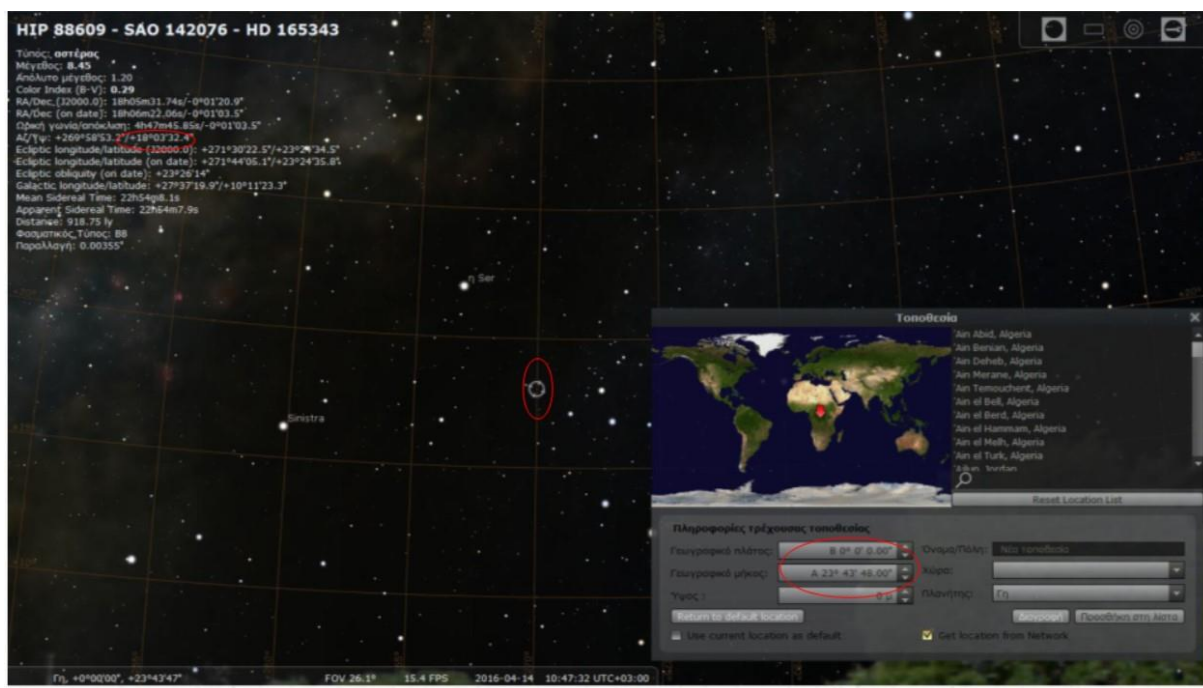 HIP 88609 - SAO 142076 - HD 165343
Τύπός: αστέρας
Μέγεθος: 8.45
Απόλυτο μέγεθος: 1.20
Color Index (B-V): 0.29
RA/Dec (J2000.0): 18h05m31.74s/-0°01'20.9"
RA/Dec (on date): 18h06m22.06s/-0°01'03.5"
Ωρική γωνία/απόκλιση: 4h47m45.85s/-0°01'03.5"
Αζ/Υψ: +269°58'53.2"/+18°03'32.4"
Ecliptic longitude/latitude (J2000.0): +271°30'22.5"/+23°24'34.5"
Ecliptic longitude/latitude (on date): +271°44'05.1"/+23°24'35.8"
Ecliptic obliquity (on date): +23°26'14"
Galactic longitude/latitude: +27°37'19.9"/+10°11'23.3"
Mean Sidereal Time: 22h54m8.1s
Apparent Sidereal Time: 22h54m7.9s
Distance: 918.75 ly
Φασματικός Τύπος: B8
Παραλλαγή: 0.00355"
η Ser
Sinistra
Τοποθεσία
'Ain Abid, Algeria
'Ain Benian, Algeria
'Ain Deheb, Algeria
'Ain Merane, Algeria
'Ain Temouchent, Algeria
'Ain el Bell, Algeria
'Ain el Berd, Algeria
'Ain el Hammam, Algeria
'Ain el Melh, Algeria
'Ain el Turk, Algeria
'Ajlun, Jordan
Reset Location List
Πληροφορίες τρέχουσας τοποθεσίας
Γεωγραφικό πλάτος: Β 0° 0' 0.00" Όνομα/Πόλη: Νέα τοποθεσία
Γεωγραφικό μήκος: Α 23° 43' 48.00" Χώρα:
Υψος : 0 μ Πλανήτης: Γη
Return to default location Διαγραφή Προσθήκη στη λίστα
Use current location as default Get location from Network
Γη, +0°00'00", +23°43'47" FOV 26.1° 15.4 FPS 2016-04-14 10:47:32 UTC+03:00